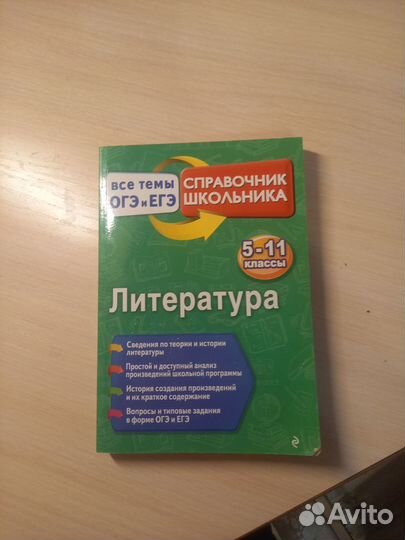 все темы
ОГЭ и ЕГЭ
СПРАВОЧНИК
ШКОЛЬНИКА
5-11
классы
Литература
Сведения по теории и истории
литературы
Простой и доступный анализ
произведений школьной программы
История создания произведений
и их краткое содержание
Вопросы и типовые задания
в форме ОГЭ и ЕГЭ
Avito